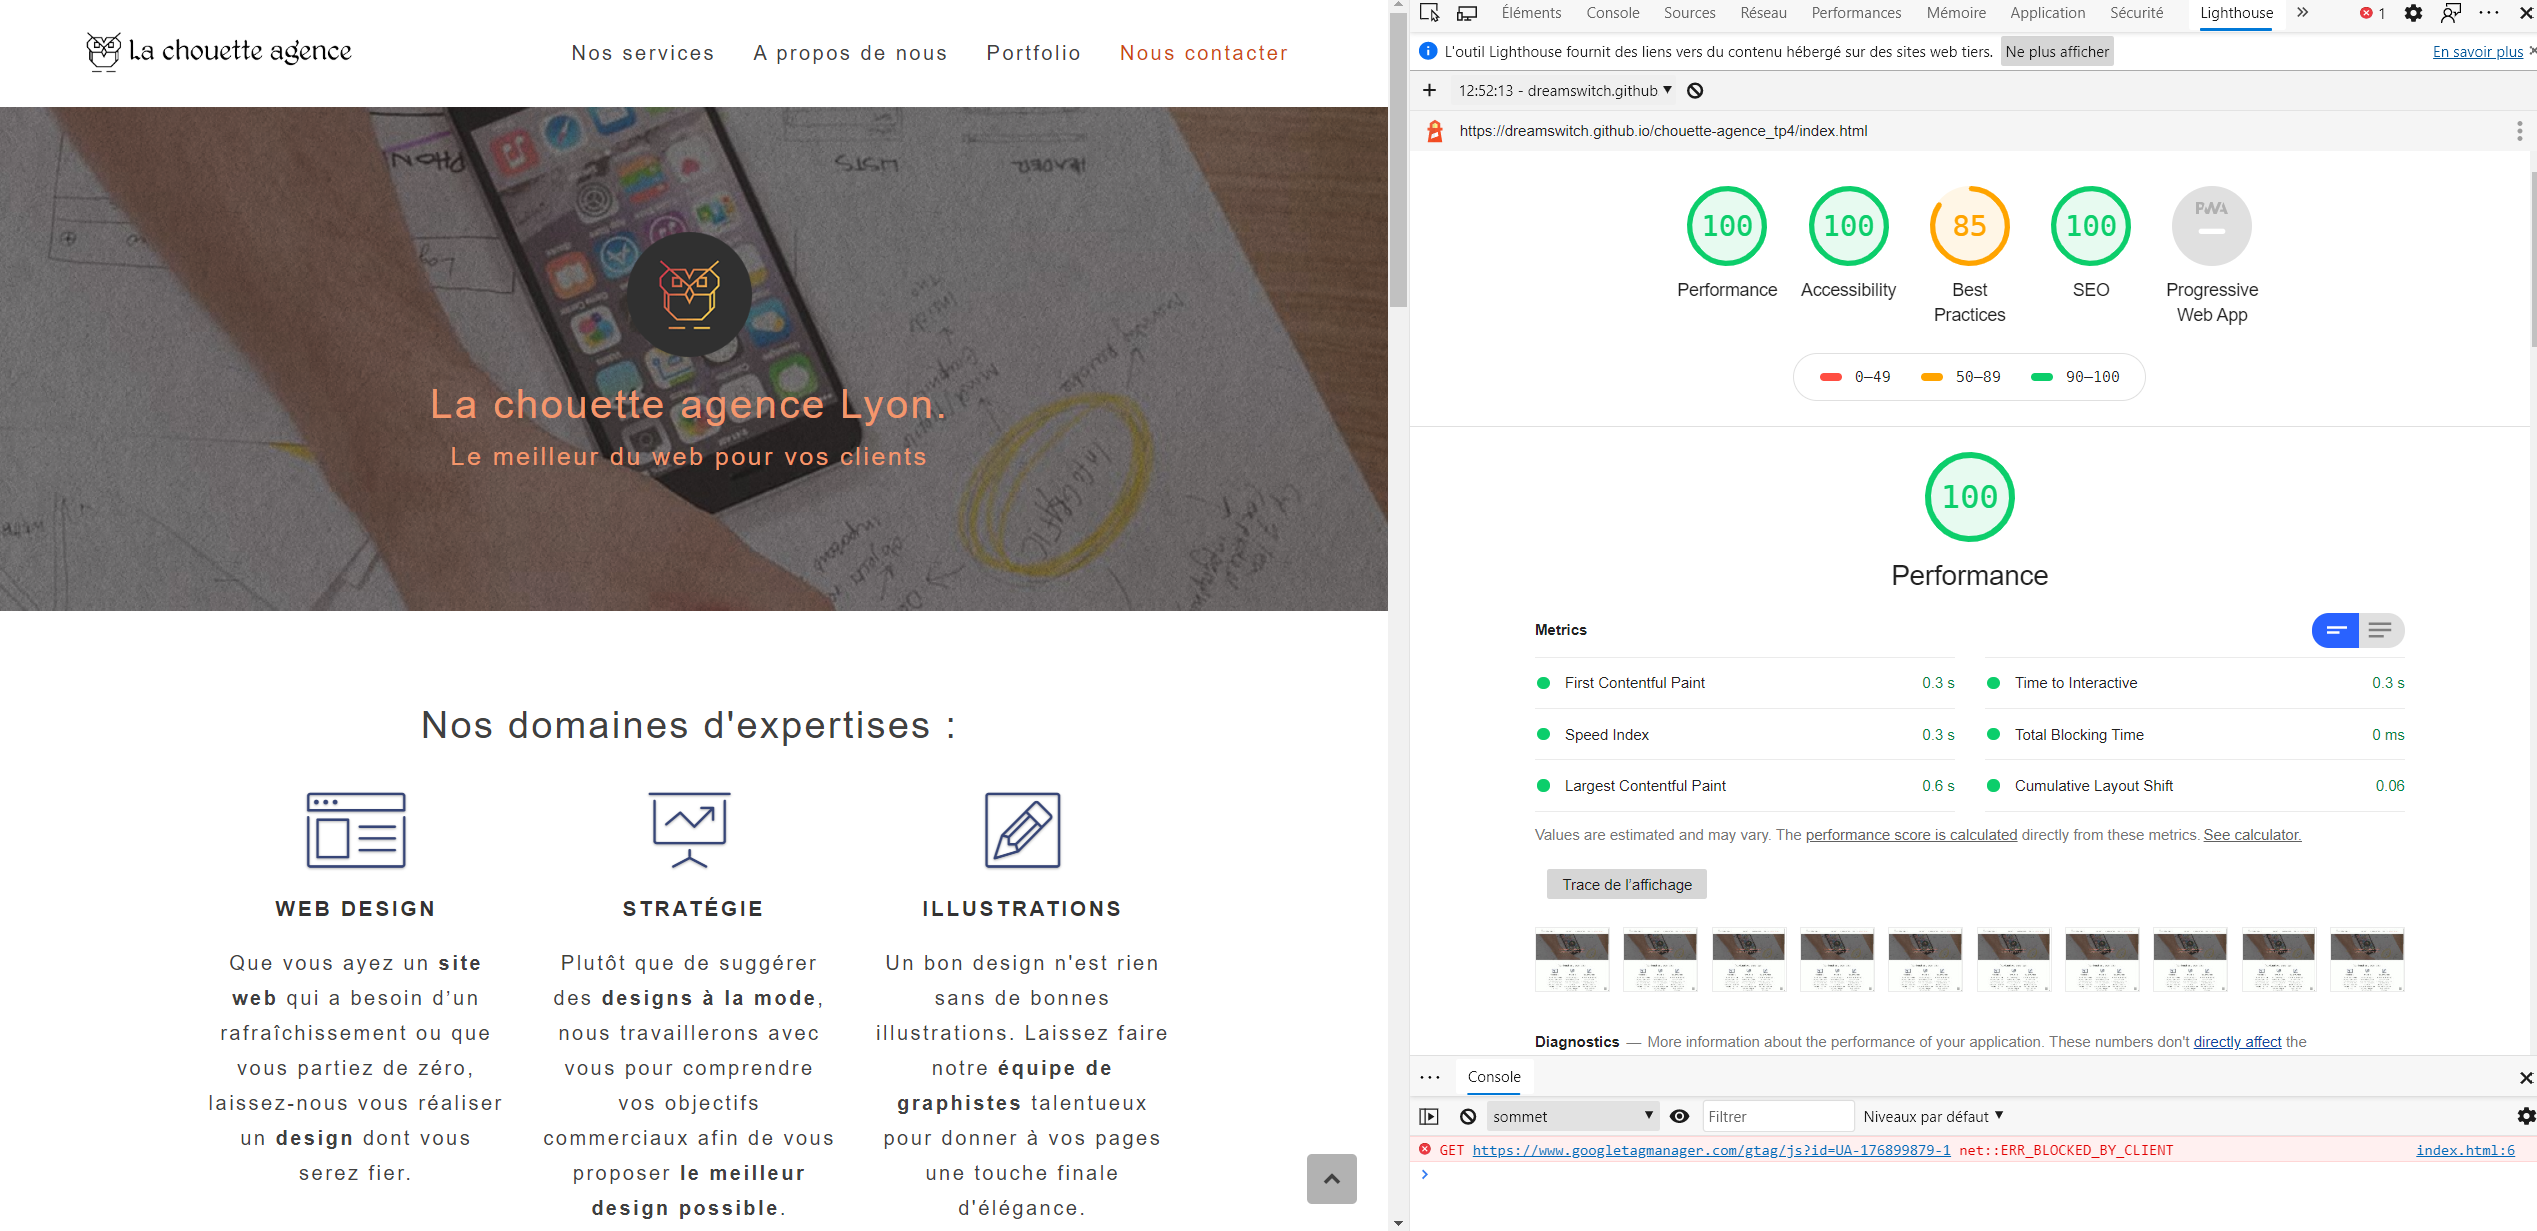 La chouette agence
Nos services
A propos de nous
Portfolio
Nous contacter
La chouette agence Lyon.
Le meilleur du web pour vos clients
Nos domaines d'expertises :
WEB DESIGN
Que vous ayez un site
web qui a besoin d’un
rafraîchissement ou que
vous partiez de zéro,
laissez-nous vous réaliser
un design dont vous
serez fier.
STRATÉGIE
Plutôt que de suggérer
des designs à la mode,
nous travaillerons avec
vous pour comprendre
vos objectifs
commerciaux afin de vous
proposer le meilleur
design possible.
ILLUSTRATIONS
Un bon design n'est rien
sans de bonnes
illustrations. Laissez faire
notre équipe de
graphistes talentueux
pour donner à vos pages
une touche finale
d'élégance.
Éléments
Console
Sources
Réseau
Performances
Mémoire
Application
Sécurité
Lighthouse
1
L'outil Lighthouse fournit des liens vers du contenu hébergé sur des sites web tiers.
Ne plus afficher
En savoir plus
12:52:13 - dreamswitch.github
https://dreamswitch.github.io/chouette-agence_tp4/index.html
100
Performance
100
Accessibility
85
Best
Practices
100
SEO
PWA
Progressive
Web App
0–49
50–89
90–100
100
Performance
Metrics
First Contentful Paint 0.3 s
Time to Interactive 0.3 s
Speed Index 0.3 s
Total Blocking Time 0 ms
Largest Contentful Paint 0.6 s
Cumulative Layout Shift 0.06
Values are estimated and may vary. The performance score is calculated directly from these metrics. See calculator.
Trace de l’affichage
Diagnostics — More information about the performance of your application. These numbers don't directly affect the
Console
sommet
Filtrer
Niveaux par défaut
GET https://www.googletagmanager.com/gtag/js?id=UA-176899879-1 net::ERR_BLOCKED_BY_CLIENT
index.html:6